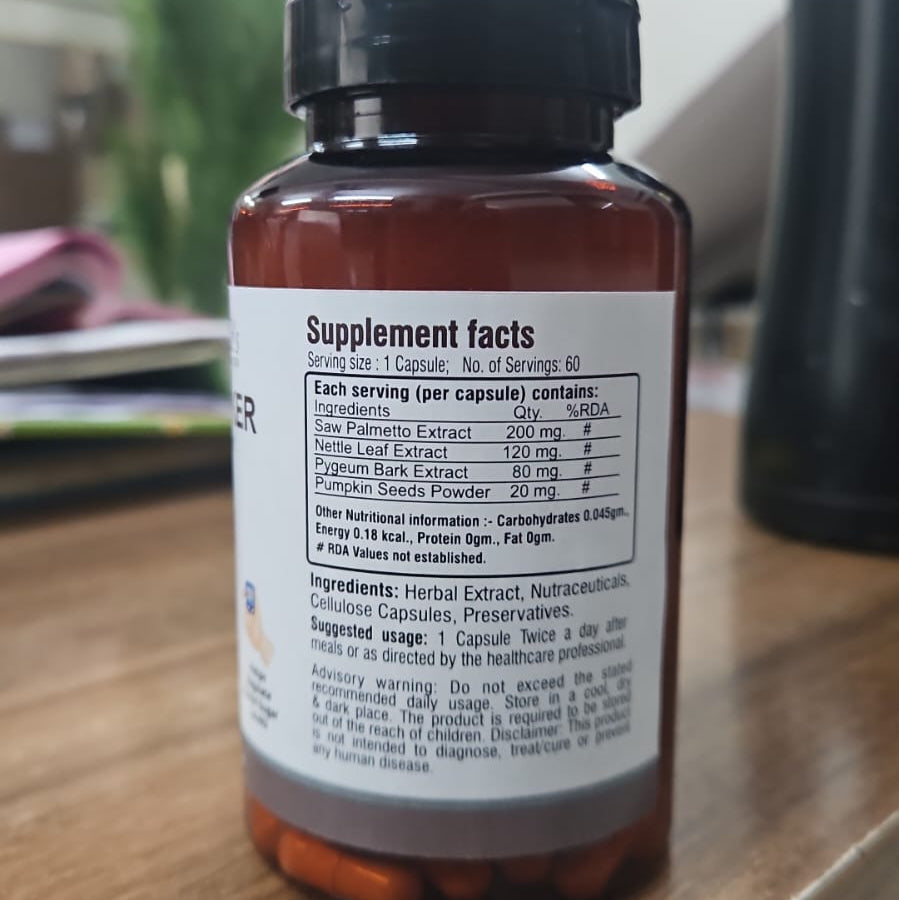 Supplement facts
Serving size : 1 Capsule; No. of Servings: 60
Each serving (per capsule) contains:
Ingredients Qty. %RDA
Saw Palmetto Extract 200 mg. #
Nettle Leaf Extract 120 mg. #
Pygeum Bark Extract 80 mg. #
Pumpkin Seeds Powder 20 mg. #
Other Nutritional information :- Carbohydrates 0.045gm.,
Energy 0.18 kcal., Protein 0gm., Fat 0gm.
# RDA Values not established.
Ingredients: Herbal Extract, Nutraceuticals,
Cellulose Capsules, Preservatives.
Suggested usage: 1 Capsule Twice a day after
meals or as directed by the healthcare professional.
Advisory warning: Do not exceed the stated
recommended daily usage. Store in a cool, dry
& dark place. The product is required to be stored
out of the reach of children. Disclaimer: This product
is not intended to diagnose, treat/cure or prevent
any human disease.
ER